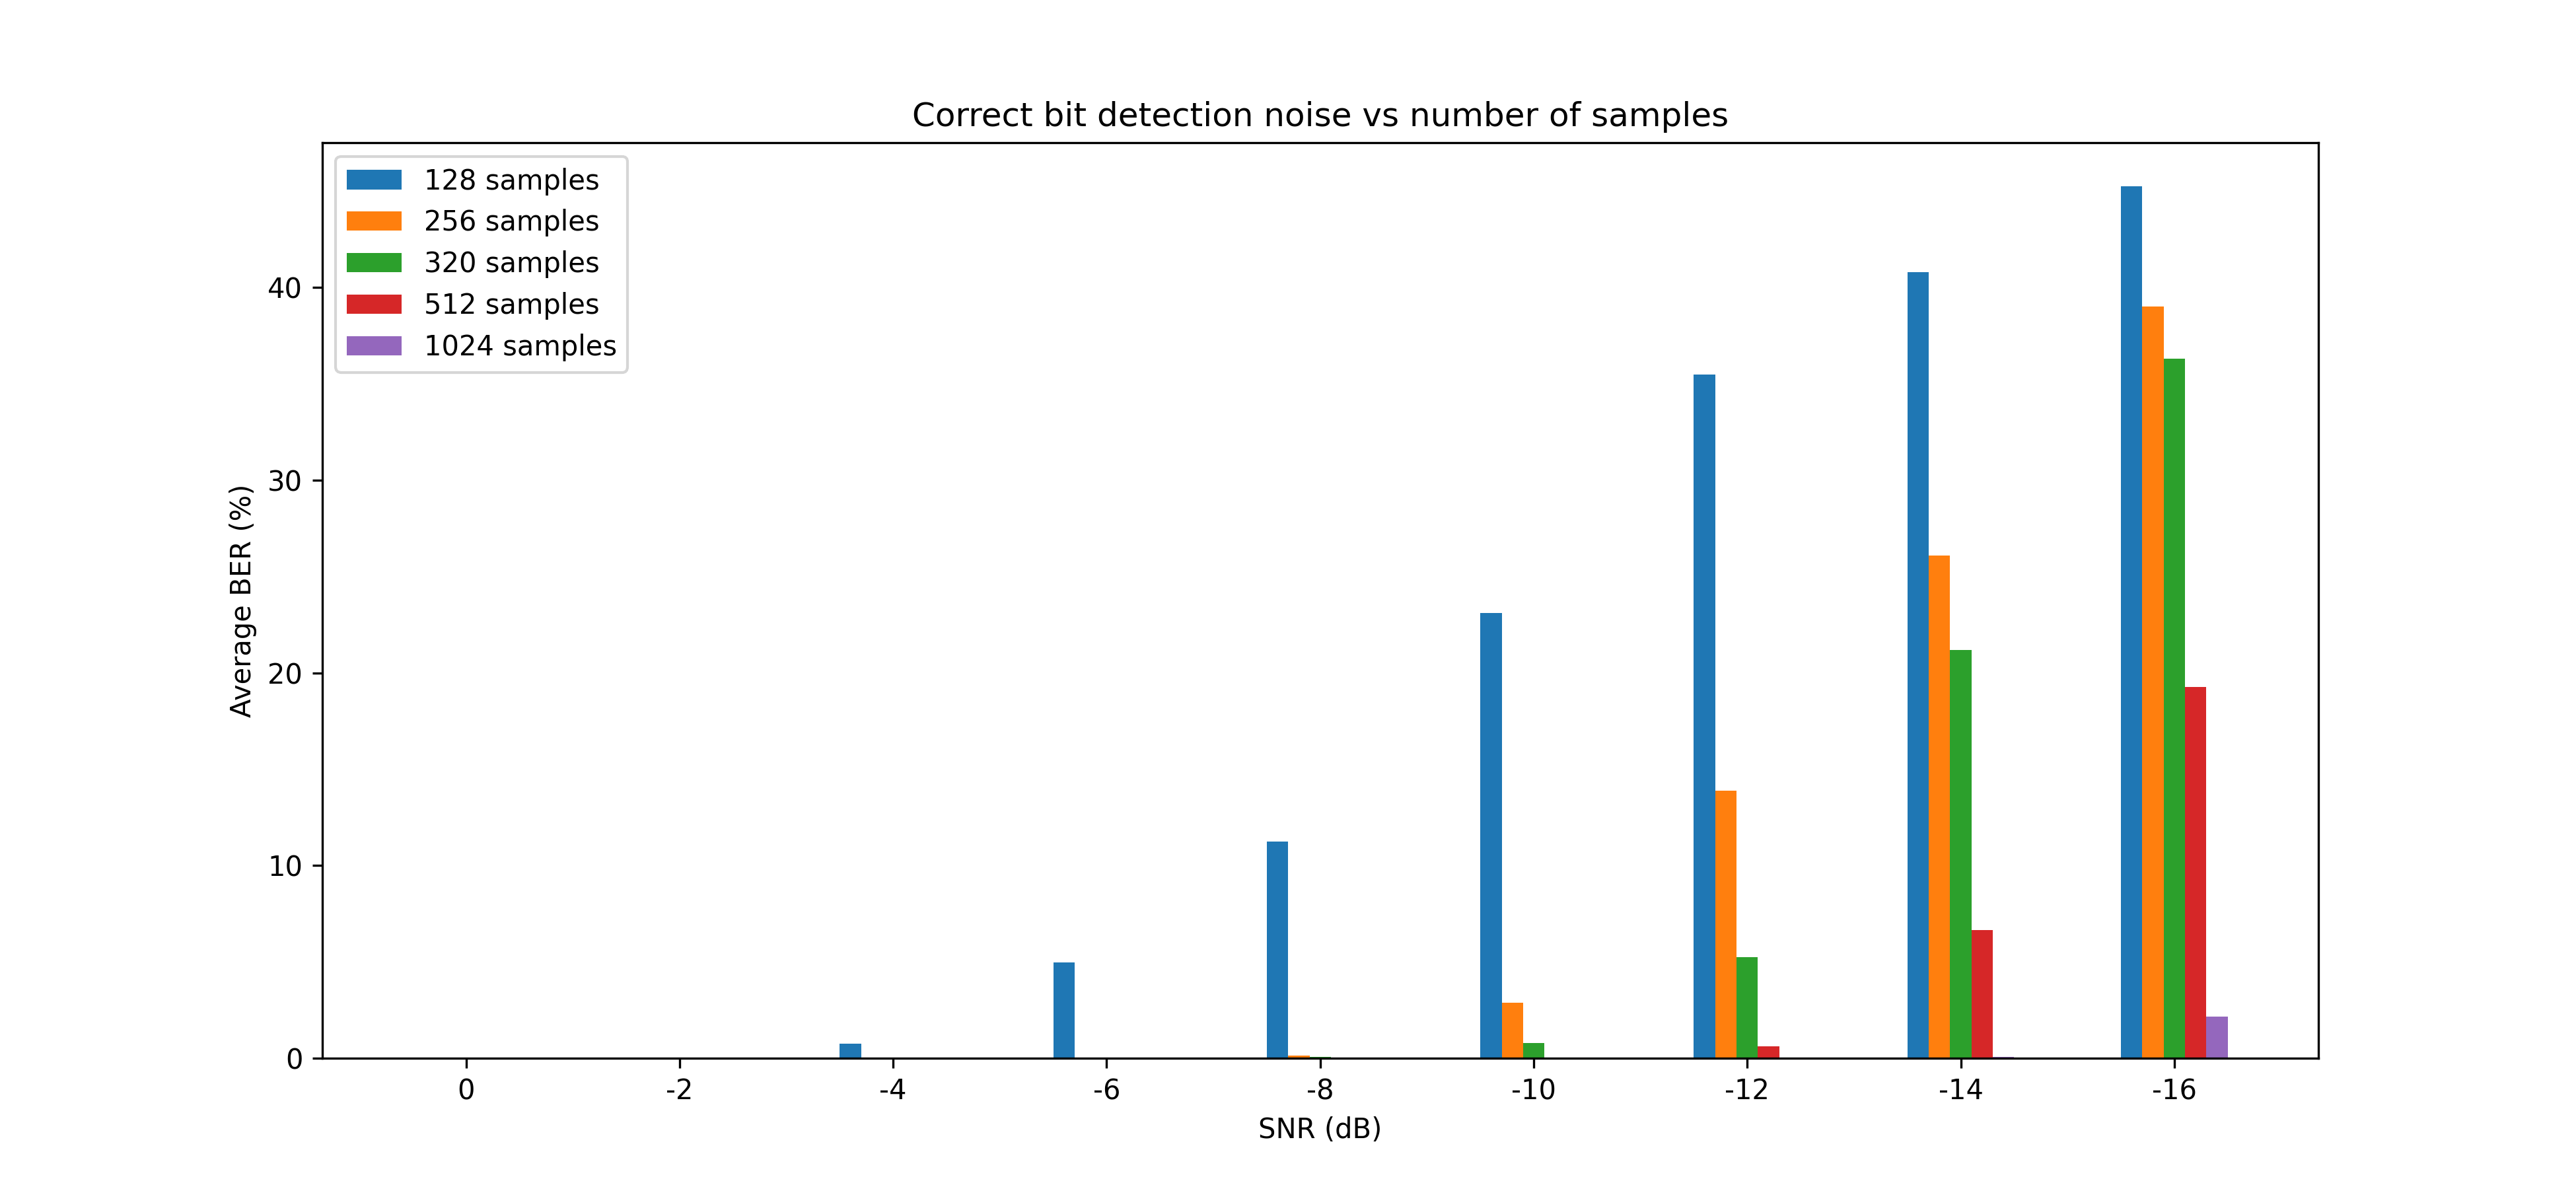 Correct bit detection noise vs number of samples
128 samples
256 samples
320 samples
512 samples
1024 samples
40
30
20
10
0
Average BER (%)
0 -2 -4 -6 -8 -10 -12 -14 -16
SNR (dB)